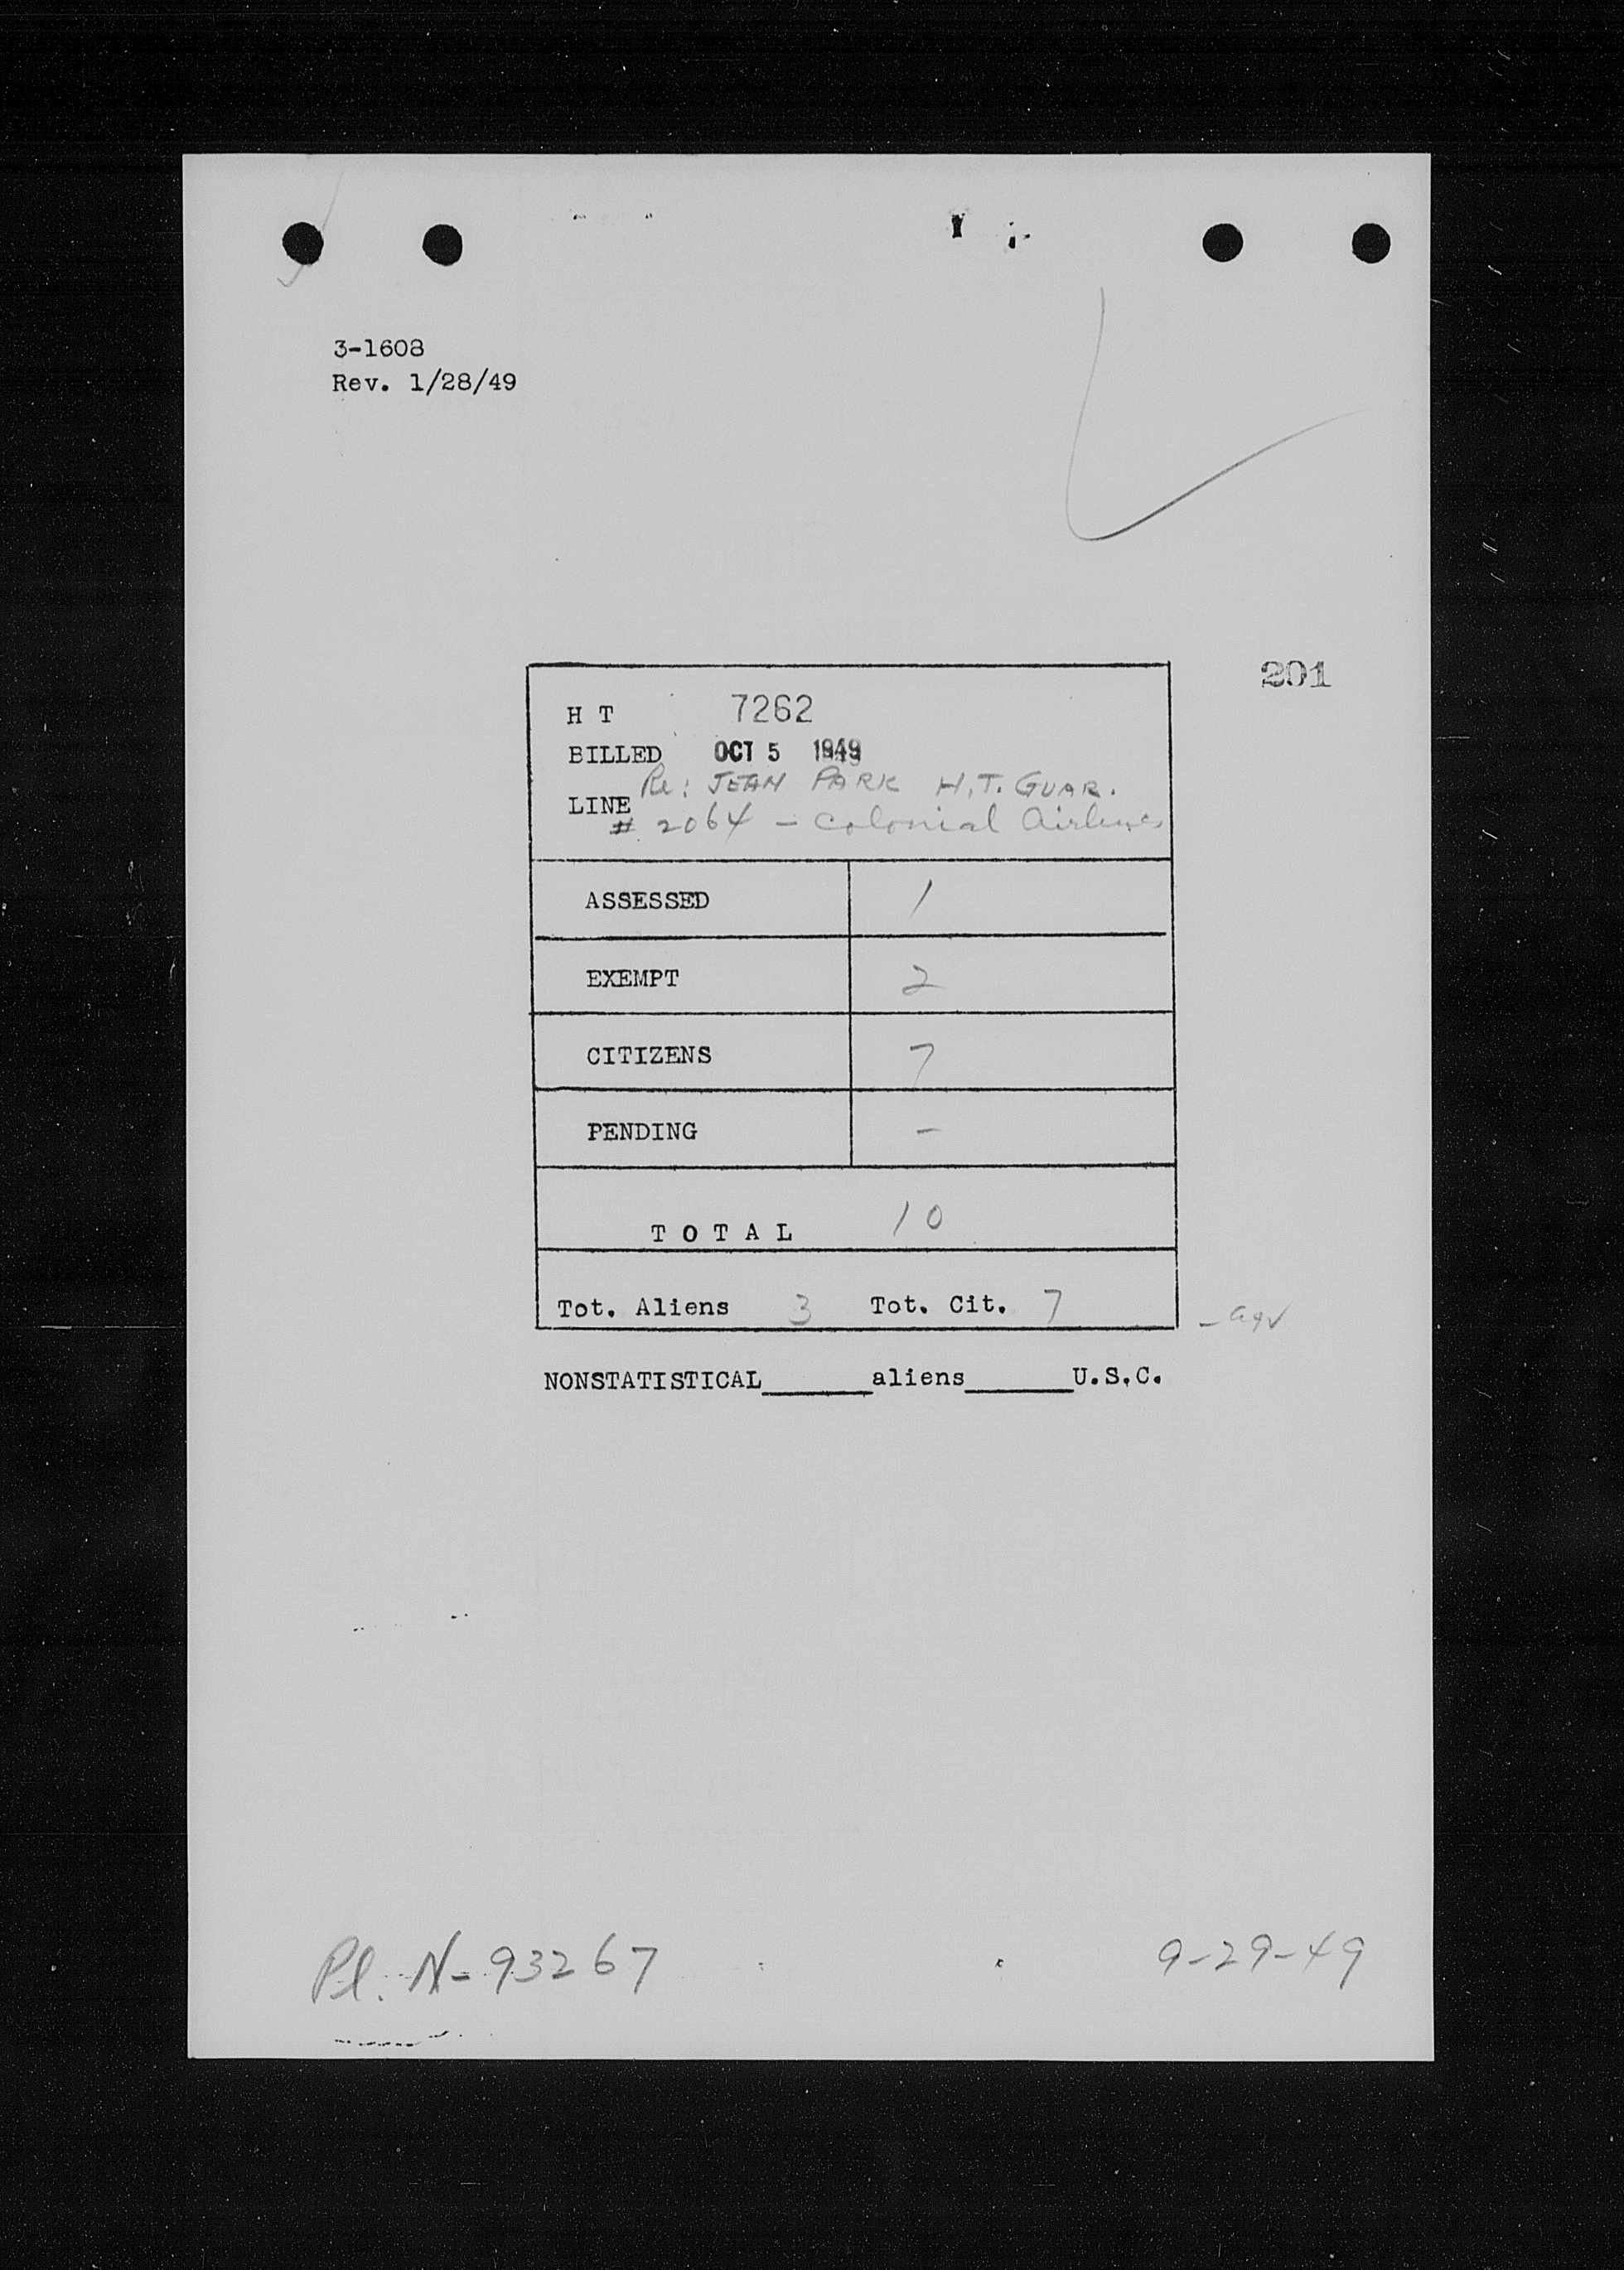 3-1608
Rev. 1/28/49
201
H T 7262
BILLED OCT 5 1949
Re: JEAN PARK H.T. GUAR.
LINE
# 2064 - Colonial Airlines
ASSESSED 1
EXEMPT 2
CITIZENS 7
PENDING -
TOTAL 10
Tot. Aliens 3 Tot. Cit. 7
NONSTATISTICAL______aliens______U.S.C.
Pl. N-93267 9-29-49